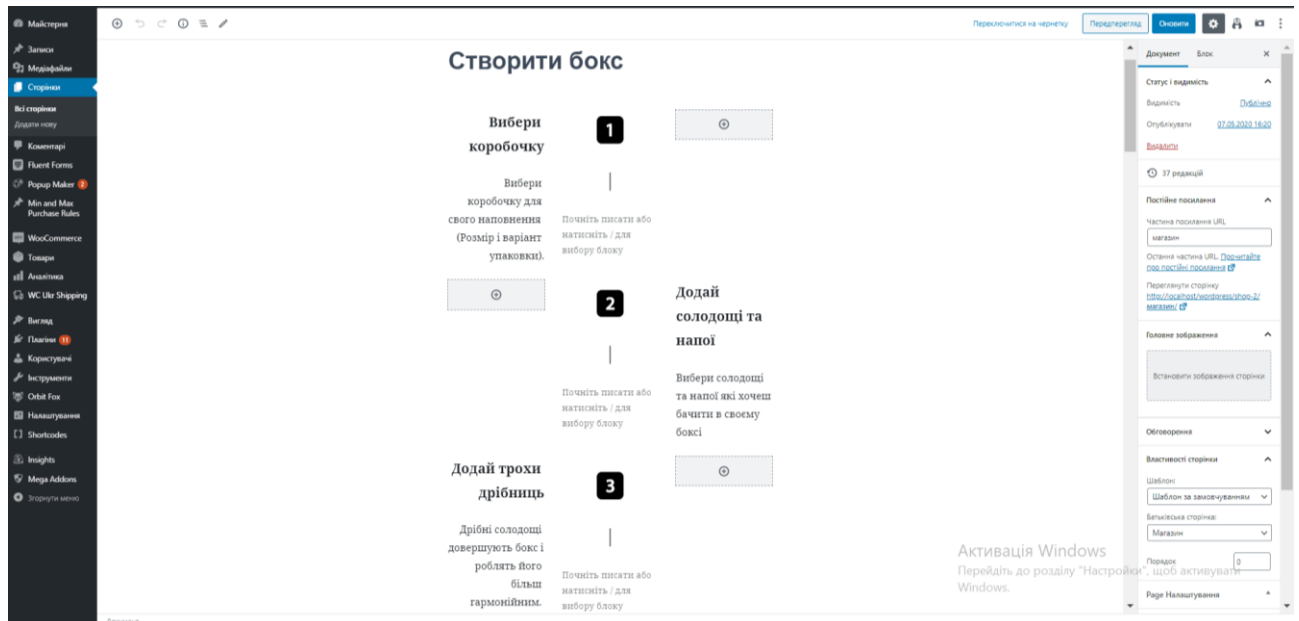 Майстерня
Записи
Медіафайли
Сторінки
Всі сторінки
Додати нову
Коментарі
Fluent Forms
Popup Maker 2
Min and Max
Purchase Rules
WooCommerce
Товари
Аналітика
WC Ukr Shipping
Вигляд
Плагіни 11
Користувачі
Інструменти
Orbit Fox
Налаштування
Shortcodes
Insights
Mega Addons
Згорнути меню
Переключитися на чернетку
Передперегляд
Оновити
Створити бокс
Вибери
коробочку
1
Вибери
коробочку для
свого наповнення
(Розмір і варіант
упаковки).
Почніть писати або
натисніть / для
вибору блоку
2
Додай
солодощі та
напої
Вибери солодощі
та напої які хочеш
бачити в своєму
боксі
Почніть писати або
натисніть / для
вибору блоку
Додай трохи
дрібниць
3
Дрібні солодощі
довершують бокс і
роблять його
більш
гармонійним.
Почніть писати або
натисніть / для
вибору блоку
Документ Блок
Статус і видимість
Видимість Публічно
Опублікувати 07.05.2020 16:20
Видалити
37 редакцій
Постійне посилання
Частина посилання URL
магазин
Остання частина URL. Прочитайте
про постійні посилання
Переглянути сторінку
http://localhost/wordpress/shop-2/
магазин/
Головне зображення
Встановити зображення сторінки
Обговорення
Властивості сторінки
Шаблон:
Шаблон за замовчуванням
Батьківська сторінка:
Магазин
Порядок 0
Page Налаштування
Активація Windows
Перейдіть до розділу "Настройки", щоб активувати
Windows.